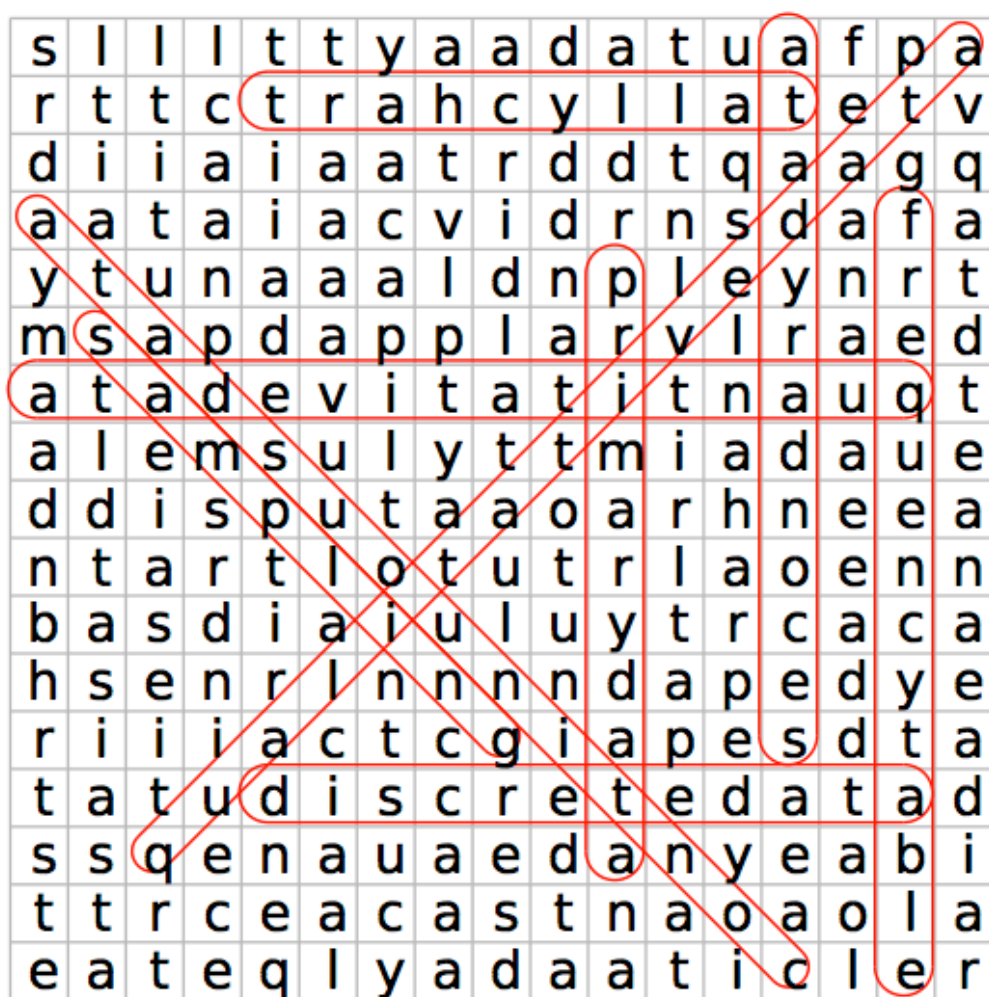 s l l l t t y a a d a t u a f p a
r t t c t r a h c y l l a t e t v
d i i a i a a t r d d t q a a g q
a a t a i a c v i d r n s d a f a
y t u n a a a l d n p l e y n r t
m s a p d a p p l a r v l r a e d
a t a d e v i t a t i t n a u q t
a l e m s u l y t t m i a d a u e
d d i s p u t a a o a r h n e e a
n t a r t l o t u t r l a o e n n
b a s d i a i u l u y t r c a c a
h s e n r l n n n n d a p e d y e
r i i i a c t c g i a p e s d t a
t a t u d i s c r e t e d a t a d
s s q e n a u a e d a n y e a b i
t t r c e a c a s t n a o a o l a
e a t e q l y a d a a t i c l e r